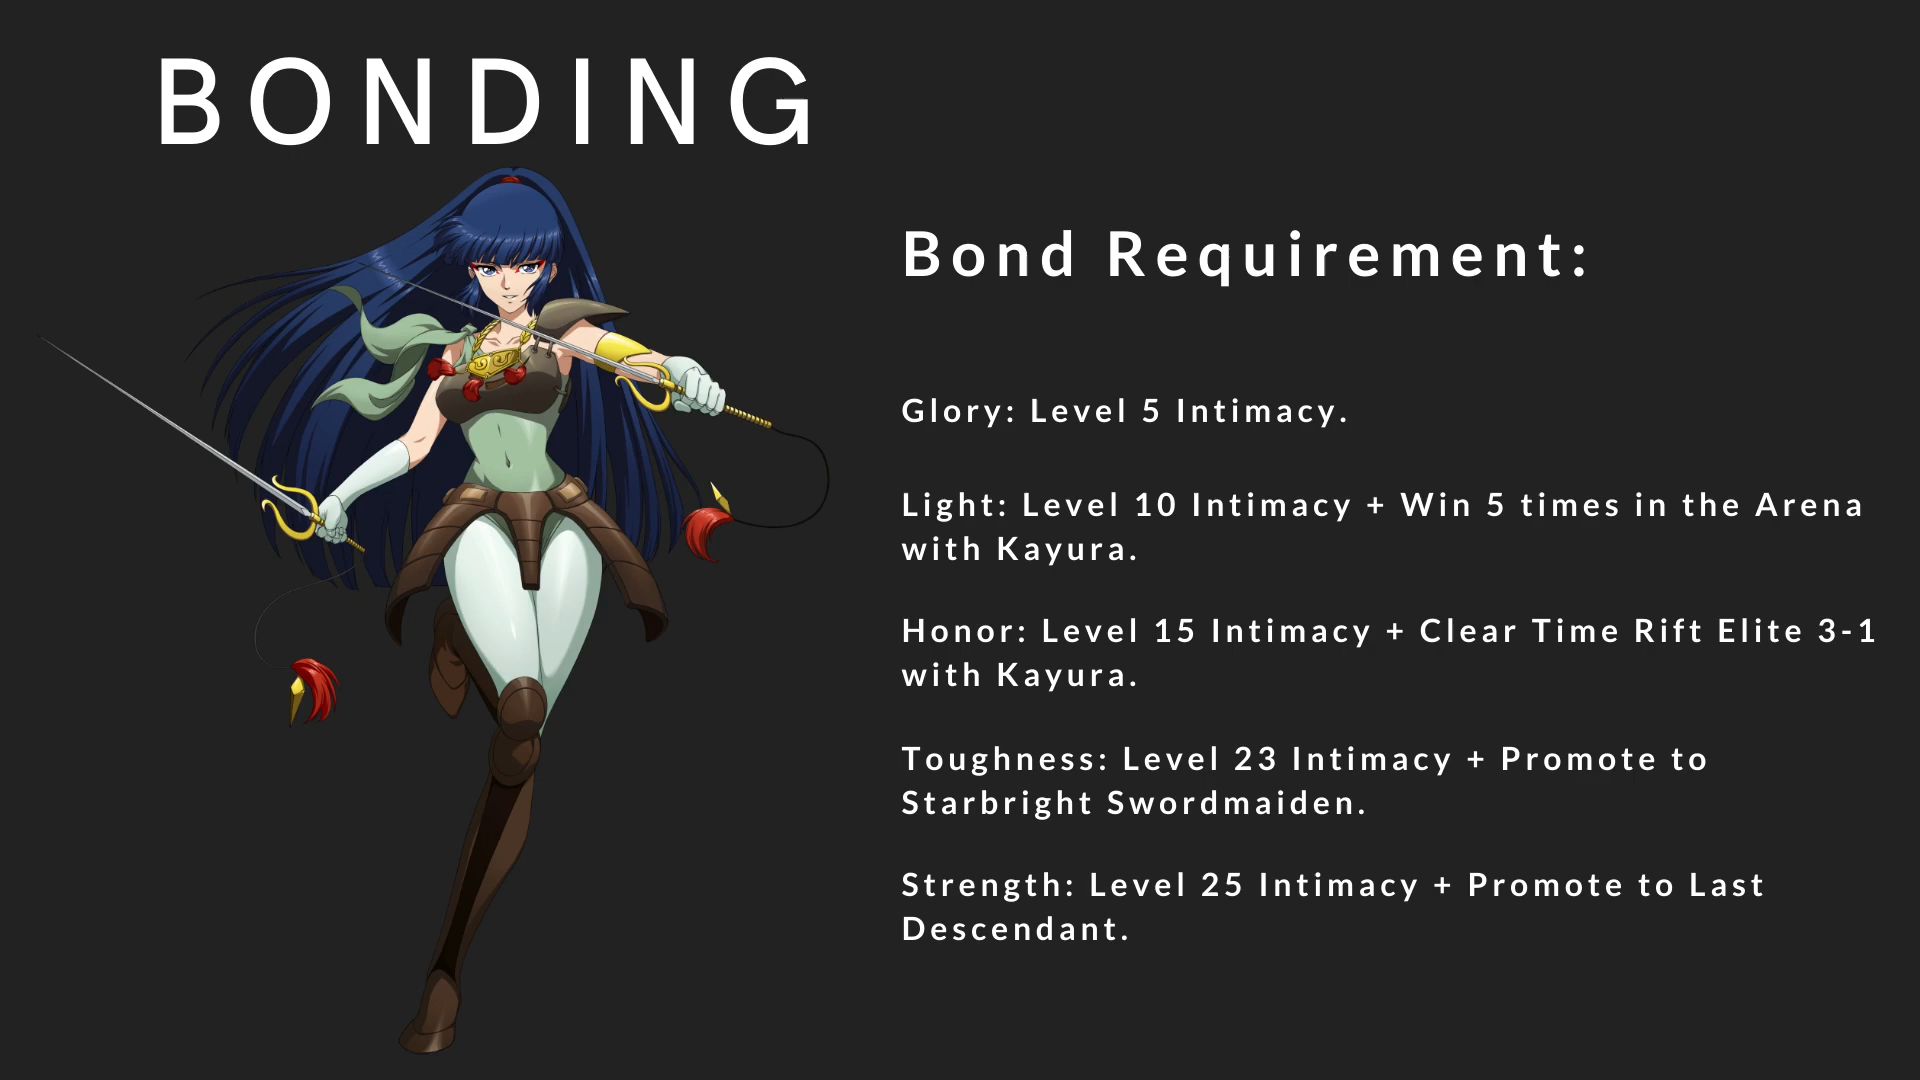 BONDING
Bond Requirement:
Glory: Level 5 Intimacy.
Light: Level 10 Intimacy + Win 5 times in the Arena
with Kayura.
Honor: Level 15 Intimacy + Clear Time Rift Elite 3-1
with Kayura.
Toughness: Level 23 Intimacy + Promote to
Starbright Swordmaiden.
Strength: Level 25 Intimacy + Promote to Last
Descendant.